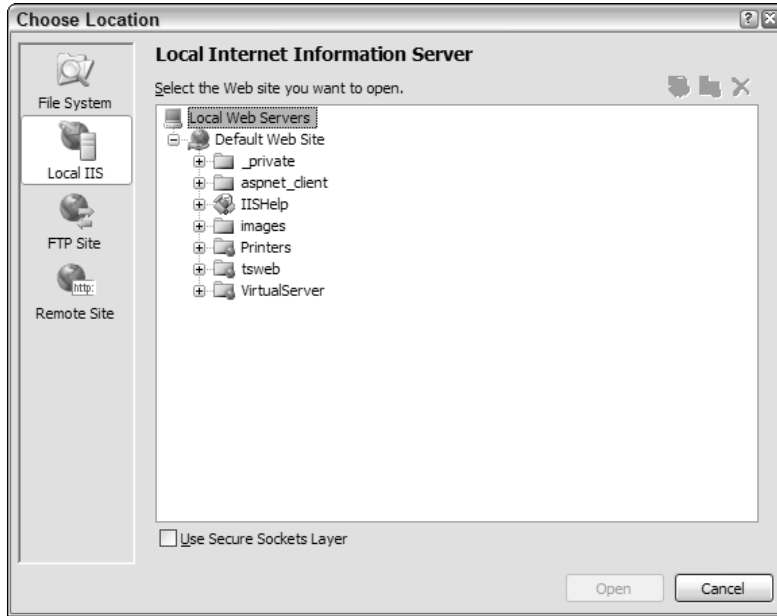 Choose Location
File System
Local IIS
FTP Site
http:
Remote Site
Local Internet Information Server
Select the Web site you want to open.
Local Web Servers
Default Web Site
_private
aspnet_client
IISHelp
images
Printers
tsweb
VirtualServer
Use Secure Sockets Layer
Open
Cancel